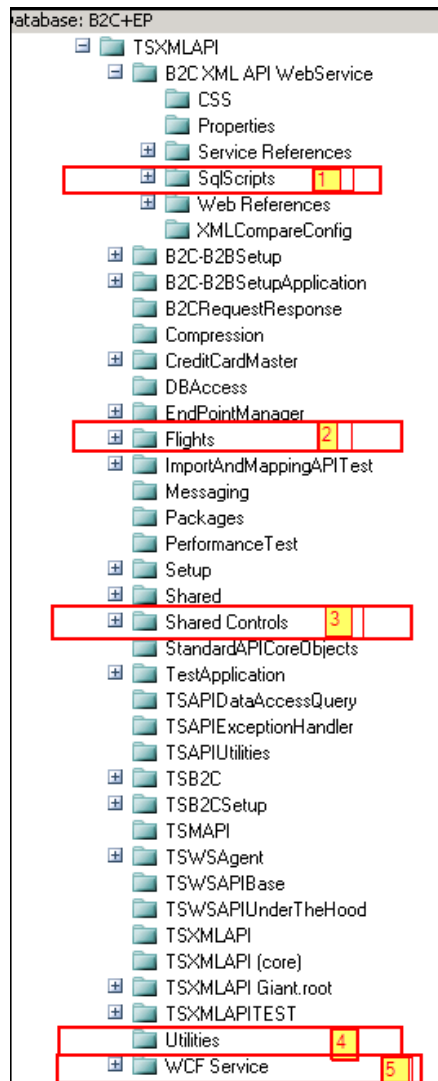 atabase: B2C+EP
TSXMLAPI
B2C XML API WebService
CSS
Properties
Service References
SqlScripts 1
Web References
XMLCompareConfig
B2C-B2BSetup
B2C-B2BSetupApplication
B2CRequestResponse
Compression
CreditCardMaster
DBAccess
EndPointManager
Flights 2
ImportAndMappingAPITest
Messaging
Packages
PerformanceTest
Setup
Shared
Shared Controls 3
StandardAPICoreObjects
TestApplication
TSAPIDataAccessQuery
TSAPIExceptionHandler
TSAPIUtilities
TSB2C
TSB2CSetup
TSMAPI
TSWSAgent
TSWSAPIBase
TSWSAPIUnderTheHood
TSXMLAPI
TSXMLAPI (core)
TSXMLAPI Giant.root
TSXMLAPITEST
Utilities 4
WCF Service 5